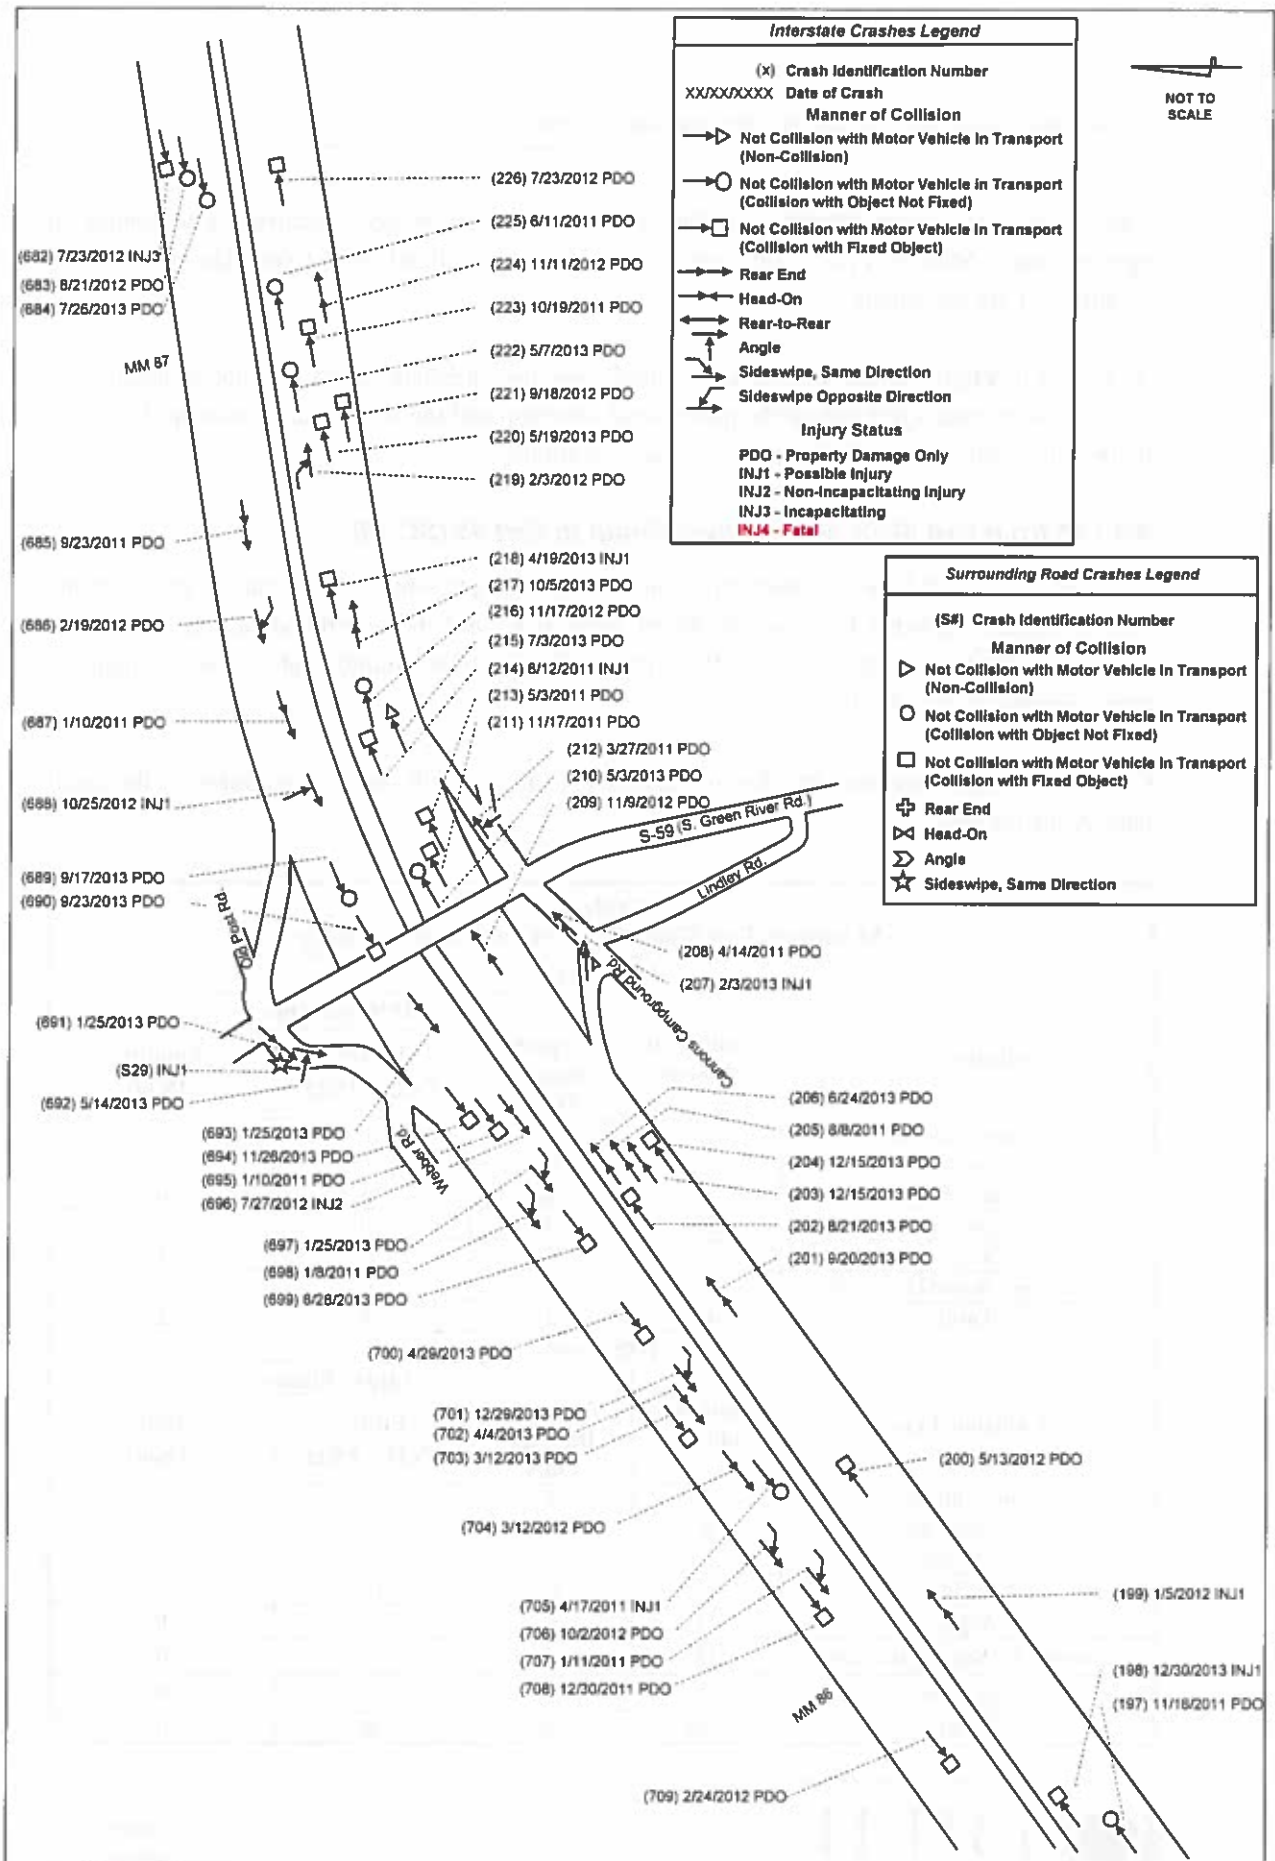 Interstate Crashes Legend
(x) Crash Identification Number
XX/XX/XXXX Date of Crash
Manner of Collision
Not Collision with Motor Vehicle In Transport
(Non-Collision)
Not Collision with Motor Vehicle In Transport
(Collision with Object Not Fixed)
Not Collision with Motor Vehicle In Transport
(Collision with Fixed Object)
Rear End
Head-On
Rear-to-Rear
Angle
Sideswipe, Same Direction
Sideswipe Opposite Direction
Injury Status
PDO - Property Damage Only
INJ1 - Possible Injury
INJ2 - Non-Incapacitating Injury
INJ3 - Incapacitating
INJ4 - Fatal
NOT TO
SCALE
Surrounding Road Crashes Legend
(S#) Crash Identification Number
Manner of Collision
Not Collision with Motor Vehicle In Transport
(Non-Collision)
Not Collision with Motor Vehicle In Transport
(Collision with Object Not Fixed)
Not Collision with Motor Vehicle In Transport
(Collision with Fixed Object)
Rear End
Head-On
Angle
Sideswipe, Same Direction
(226) 7/23/2012 PDO
(225) 6/11/2011 PDO
(224) 11/11/2012 PDO
(223) 10/19/2011 PDO
(222) 5/7/2013 PDO
(221) 9/18/2012 PDO
(220) 5/19/2013 PDO
(219) 2/3/2012 PDO
(218) 4/19/2013 INJ1
(217) 10/5/2013 PDO
(216) 11/17/2012 PDO
(215) 7/3/2013 PDO
(214) 8/12/2011 INJ1
(213) 5/3/2011 PDO
(211) 11/17/2011 PDO
(212) 3/27/2011 PDO
(210) 5/3/2013 PDO
(209) 11/9/2012 PDO
(682) 7/23/2012 INJ3
(683) 8/21/2012 PDO
(684) 7/26/2013 PDO
MM 87
(685) 9/23/2011 PDO
(686) 2/19/2012 PDO
(687) 1/10/2011 PDO
(688) 10/25/2012 INJ1
(689) 9/17/2013 PDO
(690) 9/23/2013 PDO
Old Post Rd.
S-59 (S. Green River Rd.)
Lindley Rd.
Cannons Campground Rd.
(208) 4/14/2011 PDO
(207) 2/3/2013 INJ1
(691) 1/25/2013 PDO
(S29) INJ1
(692) 5/14/2013 PDO
(693) 1/25/2013 PDO
(694) 11/26/2013 PDO
(695) 1/10/2011 PDO
(696) 7/27/2012 INJ2
Webber Rd.
(697) 1/25/2013 PDO
(698) 1/8/2011 PDO
(699) 8/28/2013 PDO
(206) 6/24/2013 PDO
(205) 8/8/2011 PDO
(204) 12/15/2013 PDO
(203) 12/15/2013 PDO
(202) 8/21/2013 PDO
(201) 9/20/2013 PDO
(700) 4/29/2013 PDO
(701) 12/29/2013 PDO
(702) 4/4/2013 PDO
(703) 3/12/2013 PDO
(704) 3/12/2012 PDO
(200) 5/13/2012 PDO
(705) 4/17/2011 INJ1
(706) 10/2/2012 PDO
(707) 1/11/2011 PDO
(708) 12/30/2011 PDO
(199) 1/5/2012 INJ1
(198) 12/30/2013 INJ1
(197) 11/16/2011 PDO
MM 86
(709) 2/24/2012 PDO